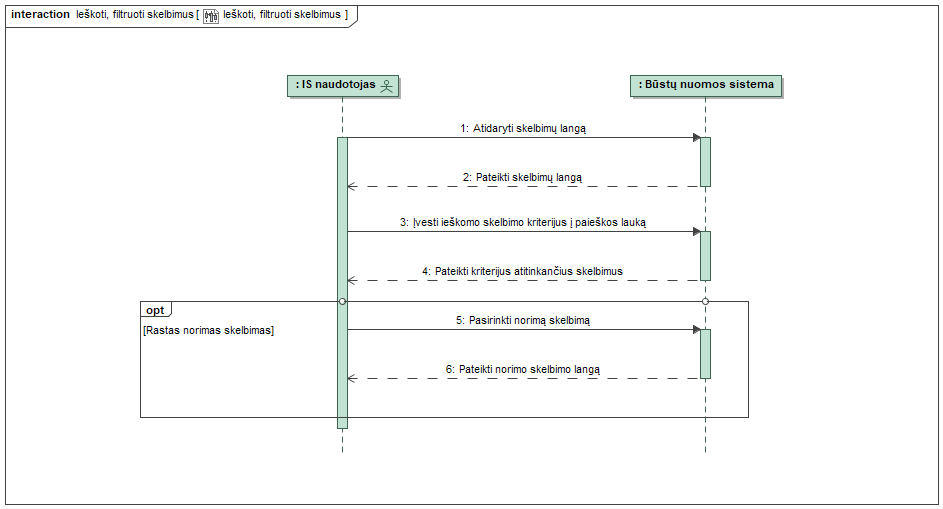 interaction Ieškoti, filtruoti skelbimus [ Ieškoti, filtruoti skelbimus ]
: IS naudotojas
: Būstų nuomos sistema
1: Atidaryti skelbimų langą
2: Pateikti skelbimų langą
3: Įvesti ieškomo skelbimo kriterijus į paieškos lauką
4: Pateikti kriterijus atitinkančius skelbimus
opt
[Rastas norimas skelbimas]
5: Pasirinkti norimą skelbimą
6: Pateikti norimo skelbimo langą